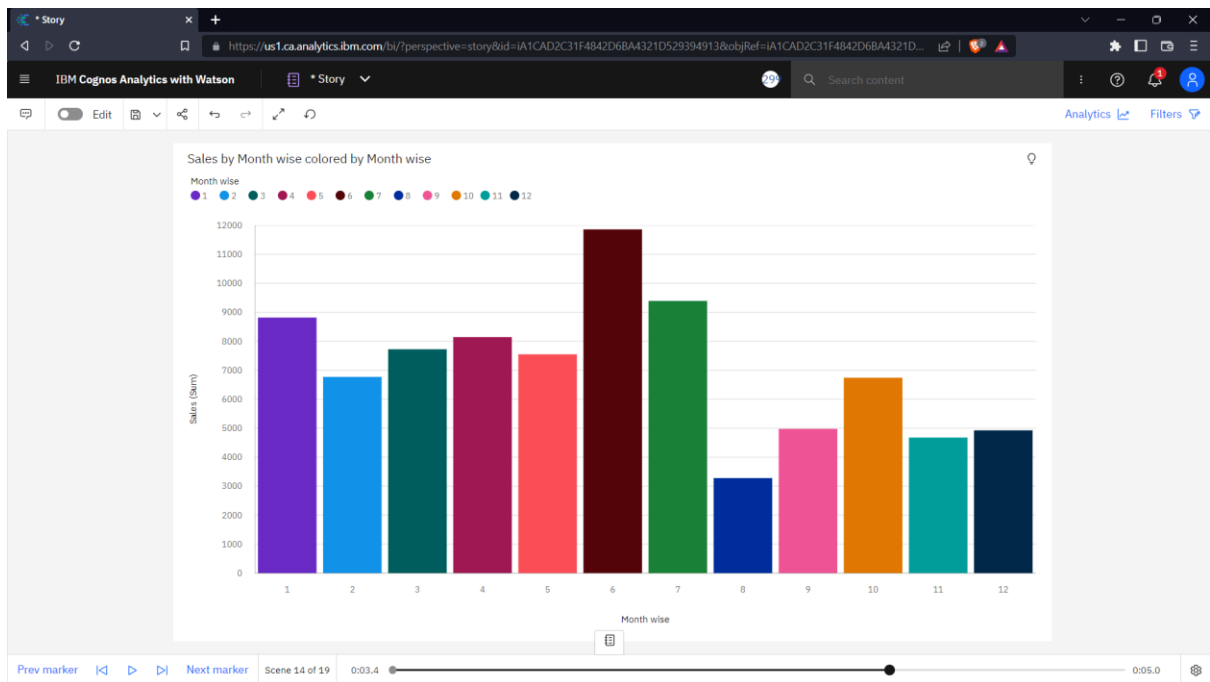 * Story
https://us1.ca.analytics.ibm.com/bi/?perspective=story&id=iA1CAD2C31F4842D6BA4321D529394913&objRef=iA1CAD2C31F4842D6BA4321D...
2
IBM Cognos Analytics with Watson
* Story
299
Search content
1
Edit
Analytics
Filters
Sales by Month wise colored by Month wise
Month wise
1 2 3 4 5 6 7 8 9 10 11 12
12000
11000
10000
9000
8000
7000
6000
5000
4000
3000
2000
1000
0
Sales (Sum)
1 2 3 4 5 6 7 8 9 10 11 12
Month wise
Prev marker Next marker Scene 14 of 19 0:03.4 0:05.0